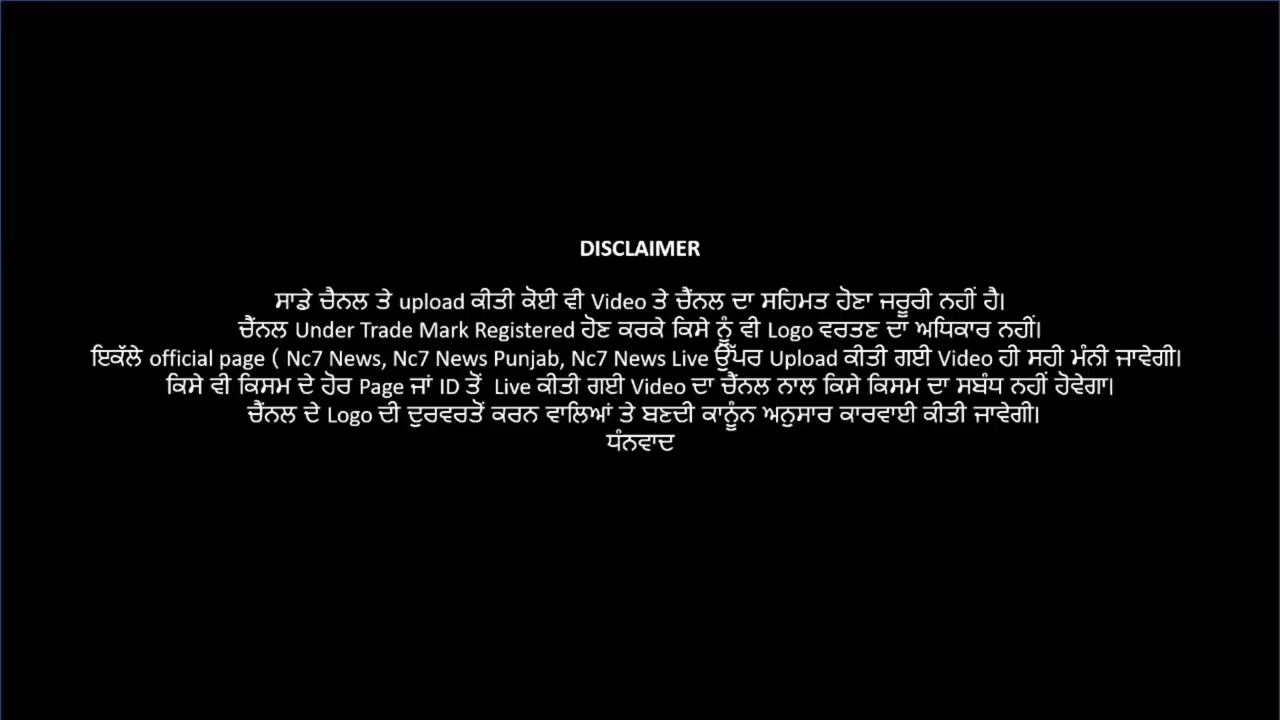 DISCLAIMER
ਸਾਡੇ ਚੈਨਲ ਤੇ upload ਕੀਤੀ ਕੋਈ ਵੀ Video ਤੇ ਚੈਂਨਲ ਦਾ ਸਹਿਮਤ ਹੋਣਾ ਜਰੂਰੀ ਨਹੀਂ ਹੈ।
ਚੈਂਨਲ Under Trade Mark Registered ਹੋਣ ਕਰਕੇ ਕਿਸੇ ਨੂੰ ਵੀ Logo ਵਰਤਣ ਦਾ ਅਧਿਕਾਰ ਨਹੀਂ।
ਇਕੱਲੇ official page ( Nc7 News, Nc7 News Punjab, Nc7 News Live ਉੱਪਰ Upload ਕੀਤੀ ਗਈ Video ਹੀ ਸਹੀ ਮੰਨੀ ਜਾਵੇਗੀ।
ਕਿਸੇ ਵੀ ਕਿਸਮ ਦੇ ਹੋਰ Page ਜਾਂ ID ਤੋਂ Live ਕੀਤੀ ਗਈ Video ਦਾ ਚੈਂਨਲ ਨਾਲ ਕਿਸੇ ਕਿਸਮ ਦਾ ਸਬੰਧ ਨਹੀਂ ਹੋਵੇਗਾ।
ਚੈਂਨਲ ਦੇ Logo ਦੀ ਦੁਰਵਰਤੋਂ ਕਰਨ ਵਾਲਿਆਂ ਤੇ ਬਣਦੀ ਕਾਨੂੰਨ ਅਨੁਸਾਰ ਕਾਰਵਾਈ ਕੀਤੀ ਜਾਵੇਗੀ।
ਧੰਨਵਾਦ